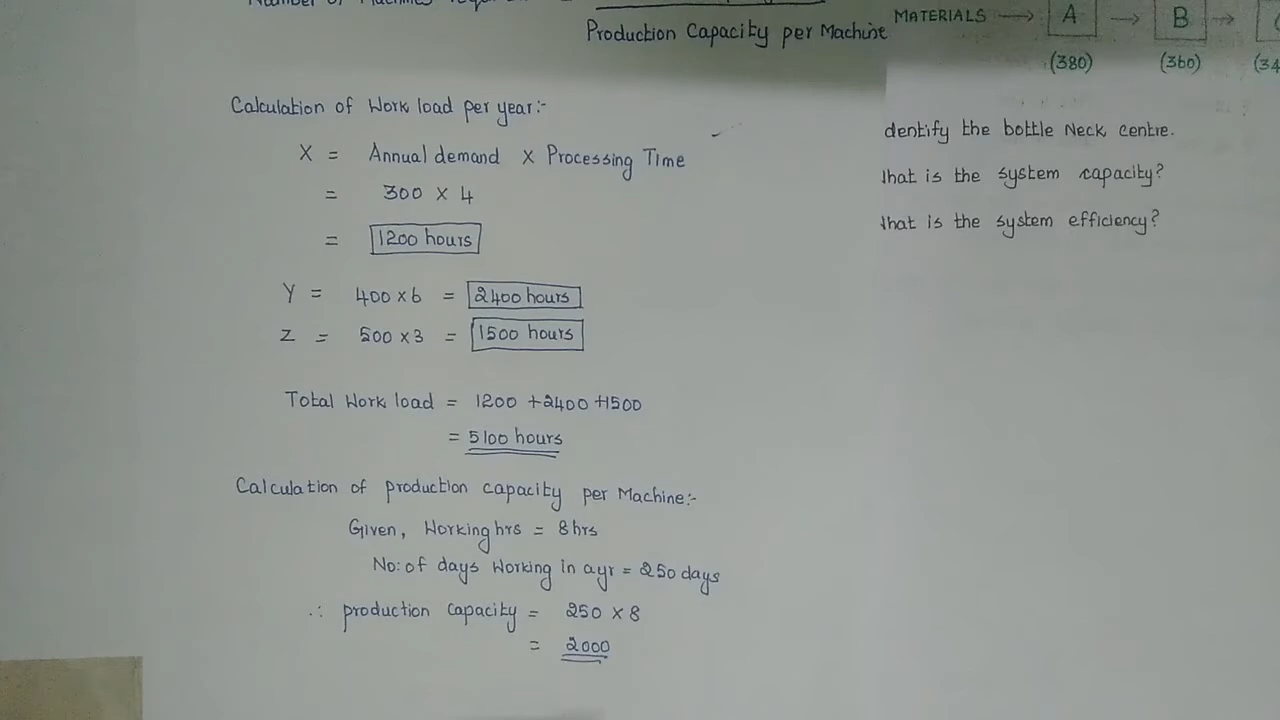 Production Capacity per Machine
Calculation of Work load per year:-
X = Annual demand X Processing Time
= 300 X 4
= 1200 hours
Y = 400 x 6 = 2400 hours
Z = 500 x 3 = 1500 hours
Total Work load = 1200 + 2400 + 1500
= 5100 hours
Calculation of production capacity per Machine:-
Given, Working hrs = 8 hrs
No: of days Working in a yr = 250 days
∴ production Capacity = 250 X 8
= 2000
MATERIALS → A → B →
(380) (360) (34
dentify the bottle Neck centre.
hat is the system capacity?
hat is the system efficiency?